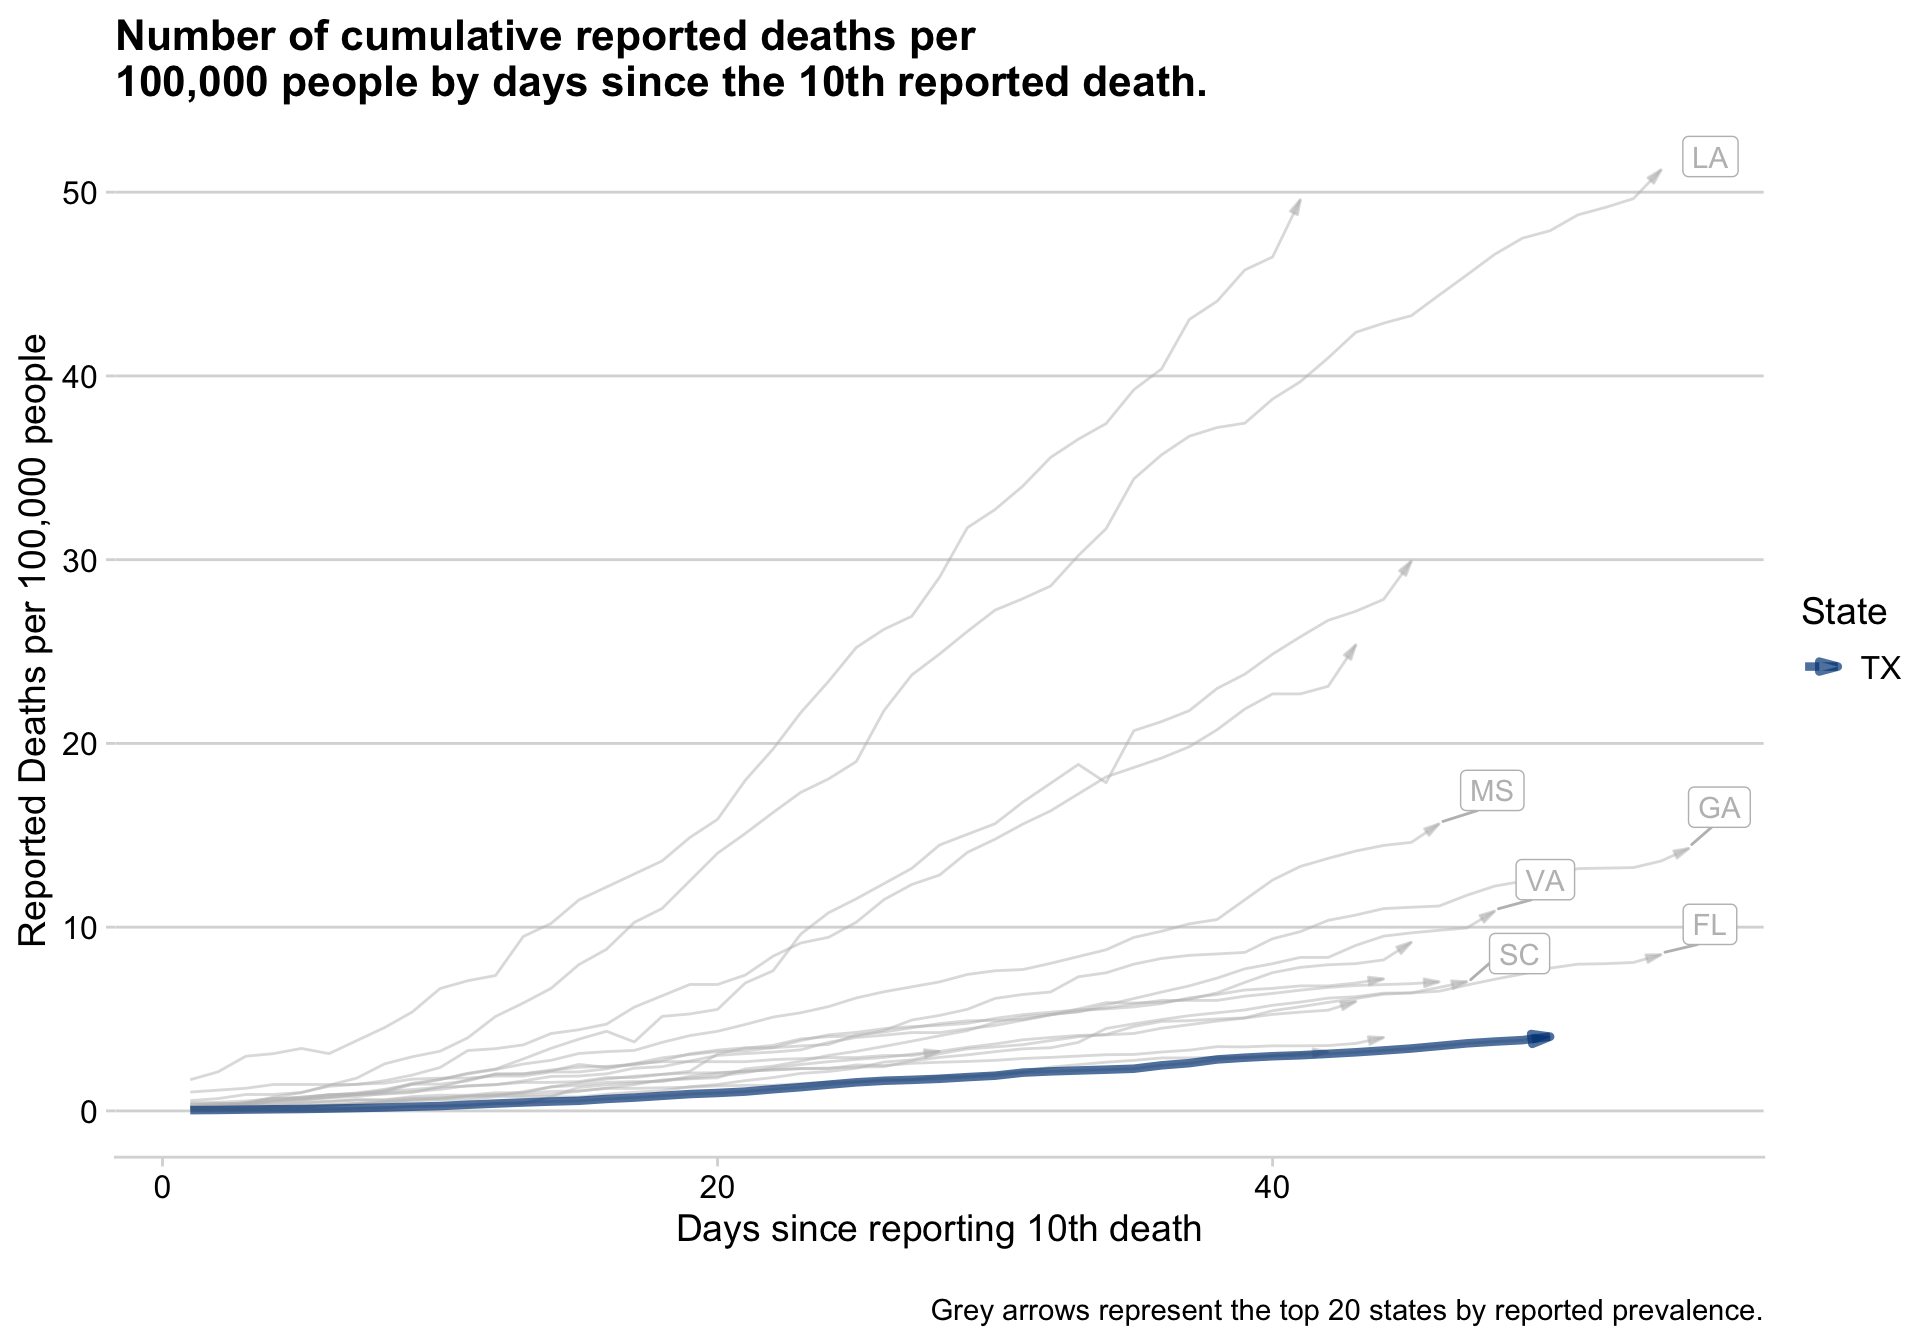 Number of cumulative reported deaths per
100,000 people by days since the 10th reported death.
Reported Deaths per 100,000 people
50
40
30
20
10
0
LA
MS
GA
VA
FL
SC
State
TX
0
20
40
Days since reporting 10th death
Grey arrows represent the top 20 states by reported prevalence.